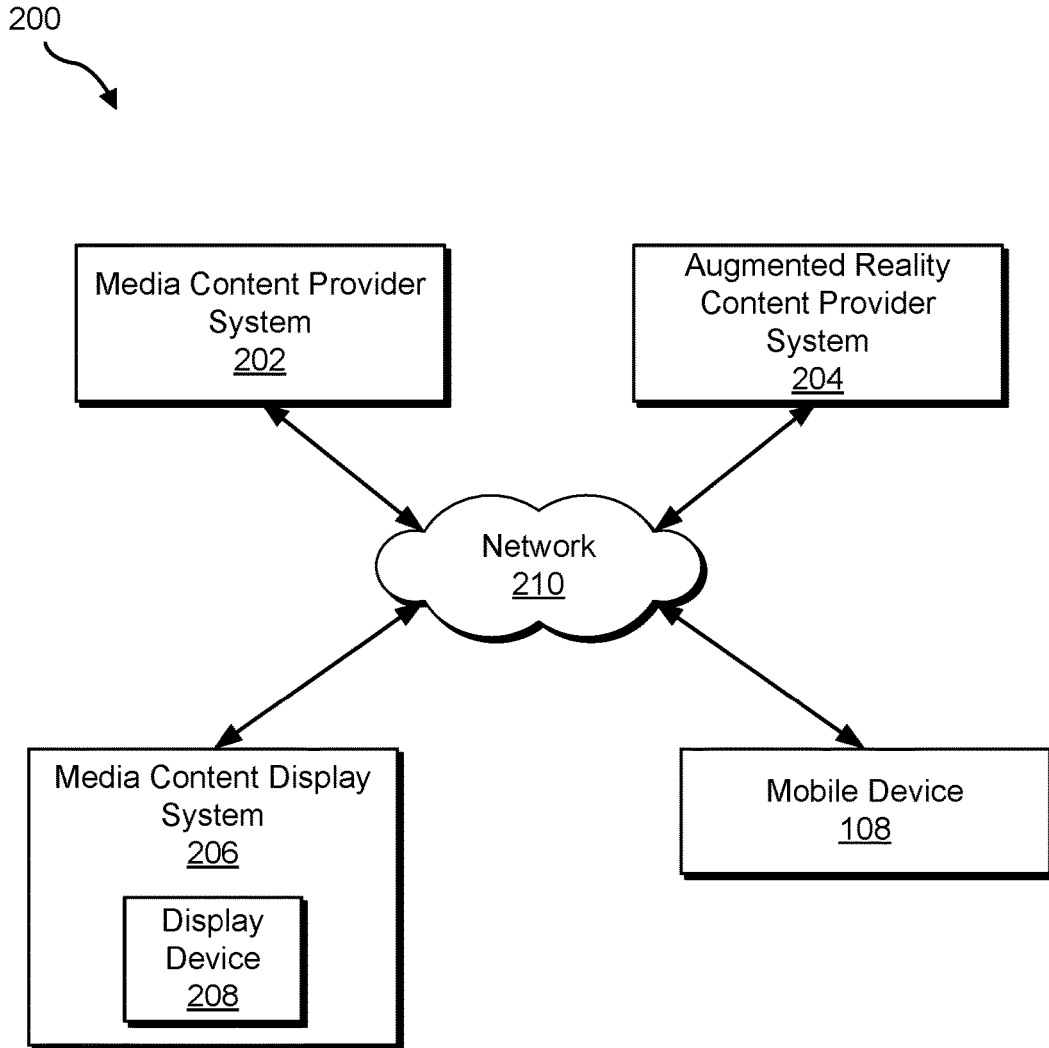 200
Media Content Provider
System
202
Augmented Reality
Content Provider
System
204
Network
210
Media Content Display
System
206
Display
Device
208
Mobile Device
108